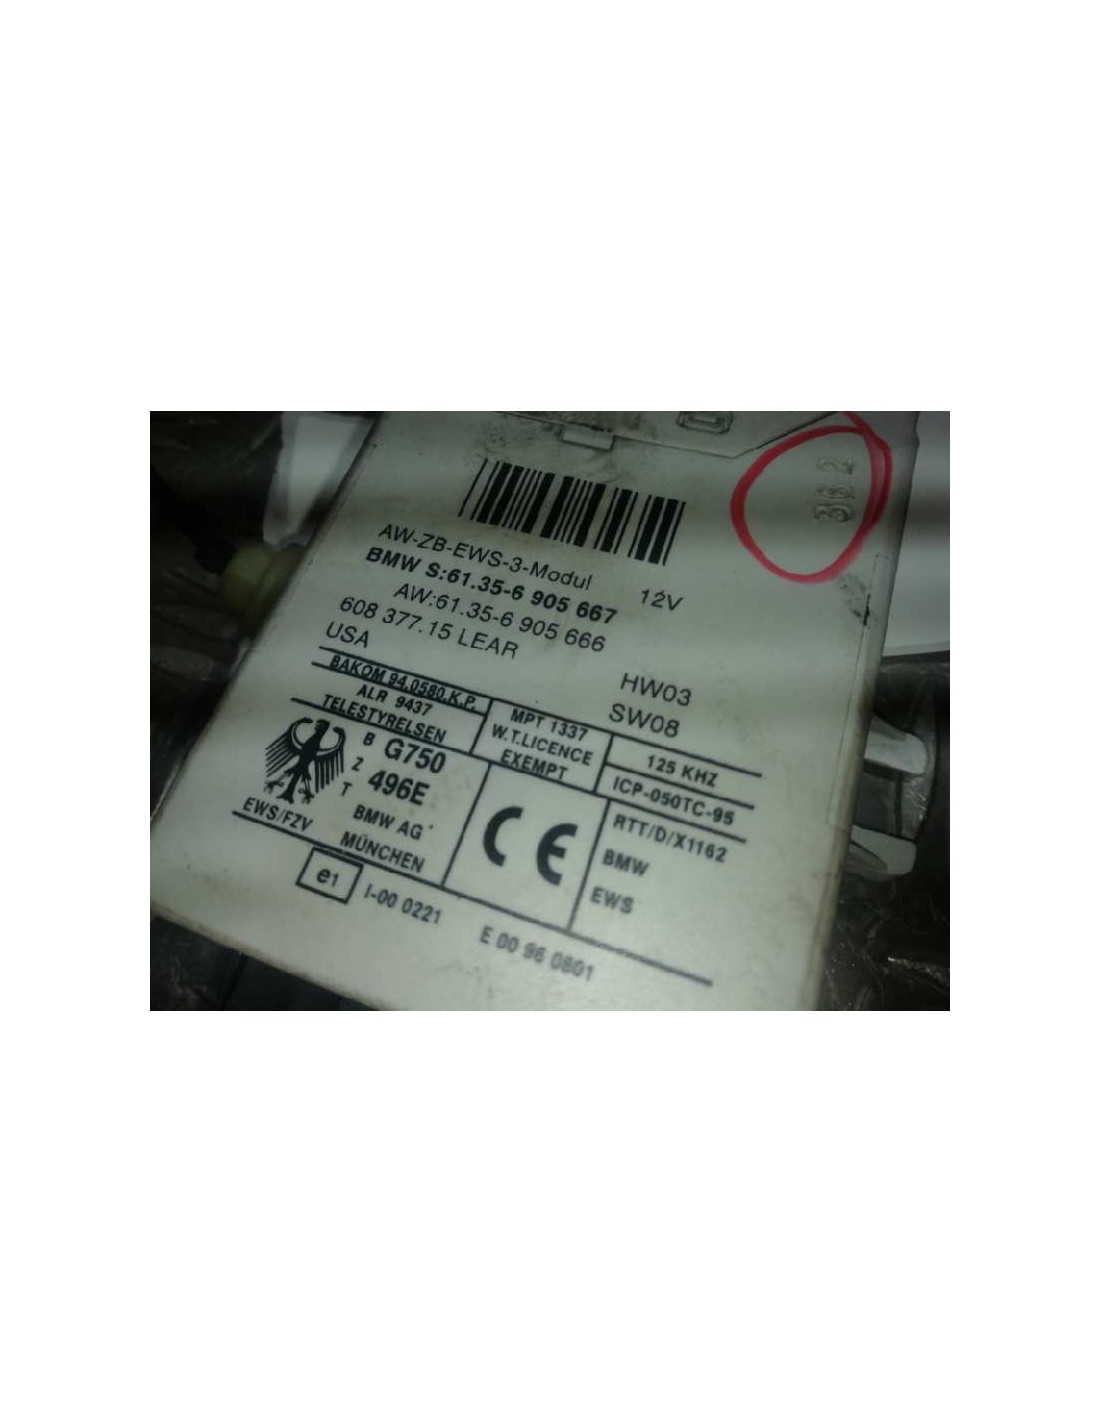 AW-ZB-EWS-3-Modul
12V
BMW S:61.35-6 905 667
AW:61.35-6 905 666
608 377.15 LEAR
USA
HW03
SW08
BAKOM 94.0580.K.P.
ALR 9437
TELESTYRELSEN
MPT 1337
W.T.LICENCE
EXEMPT
125 KHZ
ICP-050TC-95
B Z T
G750
496E
BMW AG
MÜNCHEN
EWS/FZV
CE
RTT/D/X1162
BMW
EWS
e1
I-00 0221
E 00 96 0801